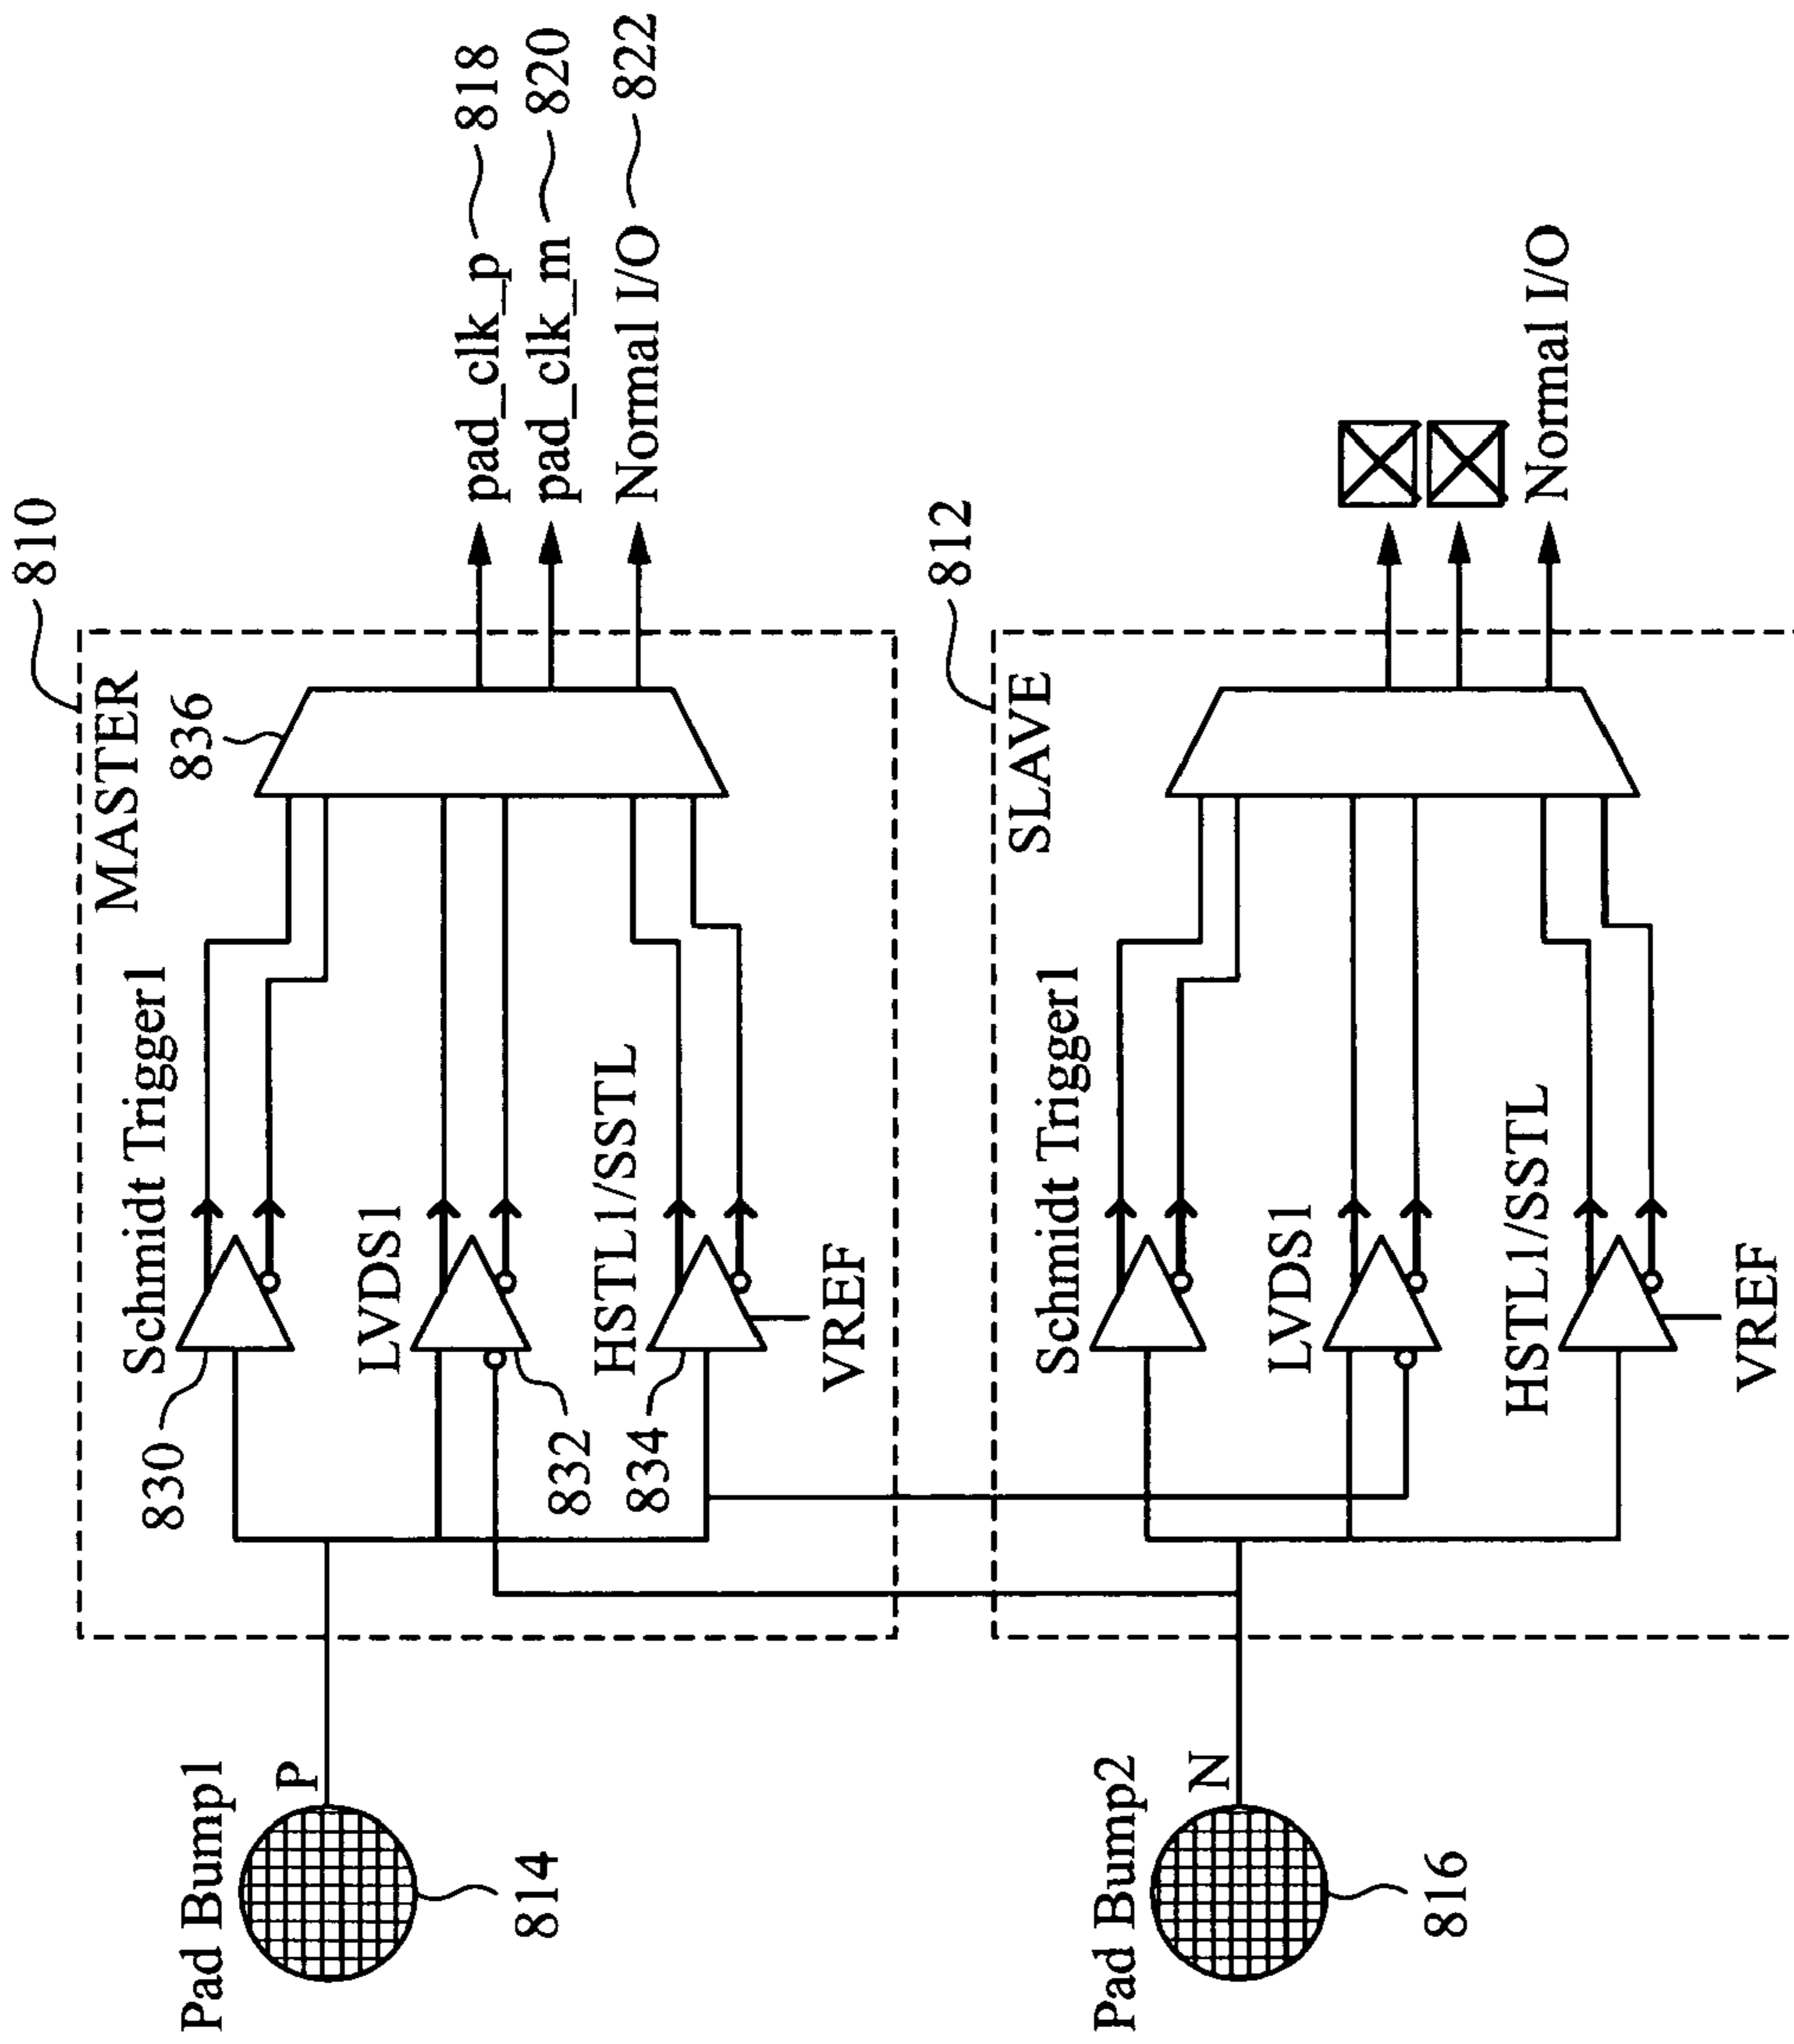 810
MASTER
836
Pad Bump1
P
814
830
Schmidt Trigger1
LVDS1
832
HSTL1/SSTL
834
VREF
pad_clk_p
818
pad_clk_m
820
Normal I/O
822
812
SLAVE
Pad Bump2
N
816
Schmidt Trigger1
LVDS1
HSTL1/SSTL
VREF
Normal I/O